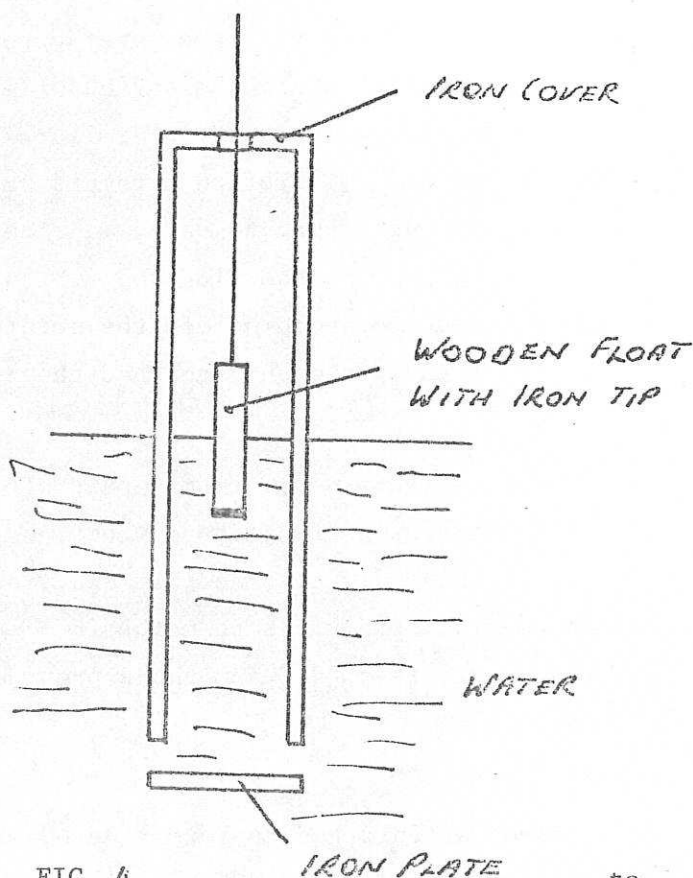 IRON COVER
WOODEN FLOAT
WITH IRON TIP
WATER
IRON PLATE
FIG 4